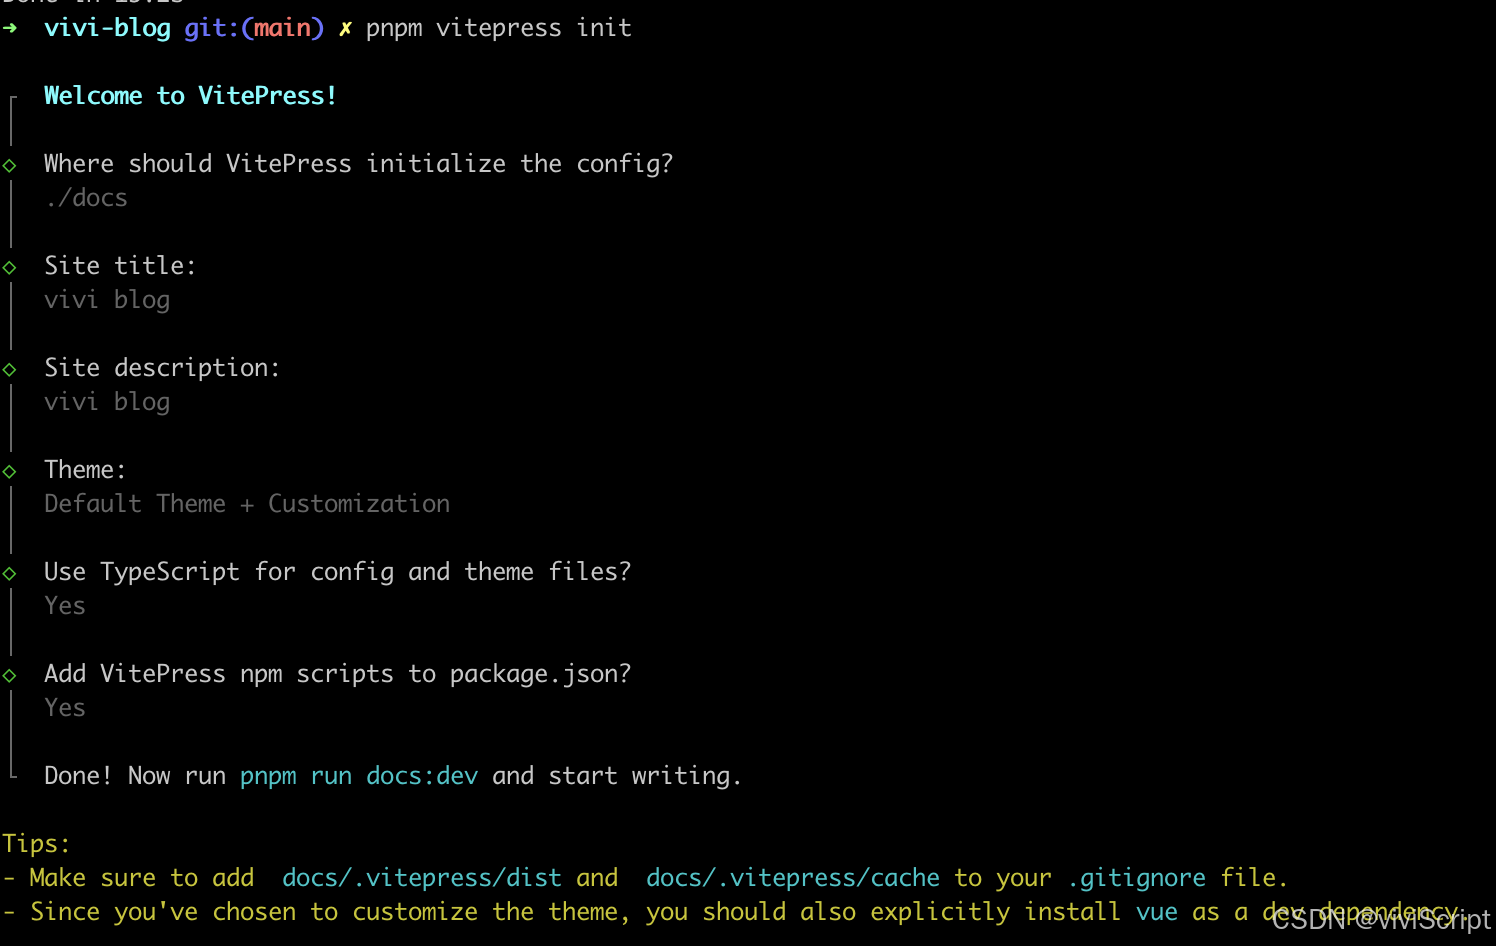 ➜ vivi-blog git:(main) ✗ pnpm vitepress init
Welcome to VitePress!
Where should VitePress initialize the config?
./docs
Site title:
vivi blog
Site description:
vivi blog
Theme:
Default Theme + Customization
Use TypeScript for config and theme files?
Yes
Add VitePress npm scripts to package.json?
Yes
Done! Now run pnpm run docs:dev and start writing.
Tips:
- Make sure to add  docs/.vitepress/dist and  docs/.vitepress/cache to your .gitignore file.
- Since you've chosen to customize the theme, you should also explicitly install vue as a dev dependency.
CSDN @viviScript